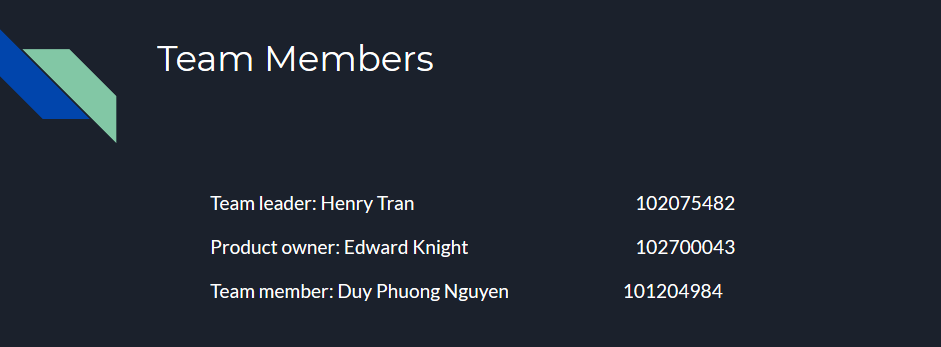 Team Members
Team leader: Henry Tran 102075482
Product owner: Edward Knight 102700043
Team member: Duy Phuong Nguyen 101204984